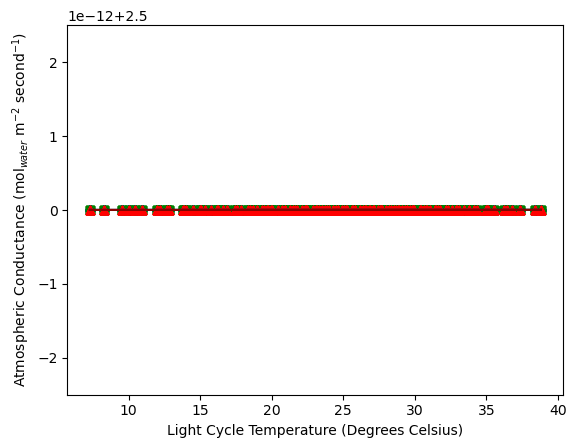 1e−12+2.5
2
1
0
−1
−2
Atmospheric Conductance (mol$_{water}$ m$^{−2}$ second$^{−1}$)
10 15 20 25 30 35 40
Light Cycle Temperature (Degrees Celsius)